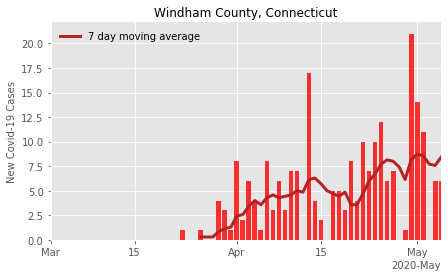 Windham County, Connecticut
7 day moving average
New Covid-19 Cases
20.0
17.5
15.0
12.5
10.0
7.5
5.0
2.5
0.0
Mar 15 Apr 15 May
2020-May